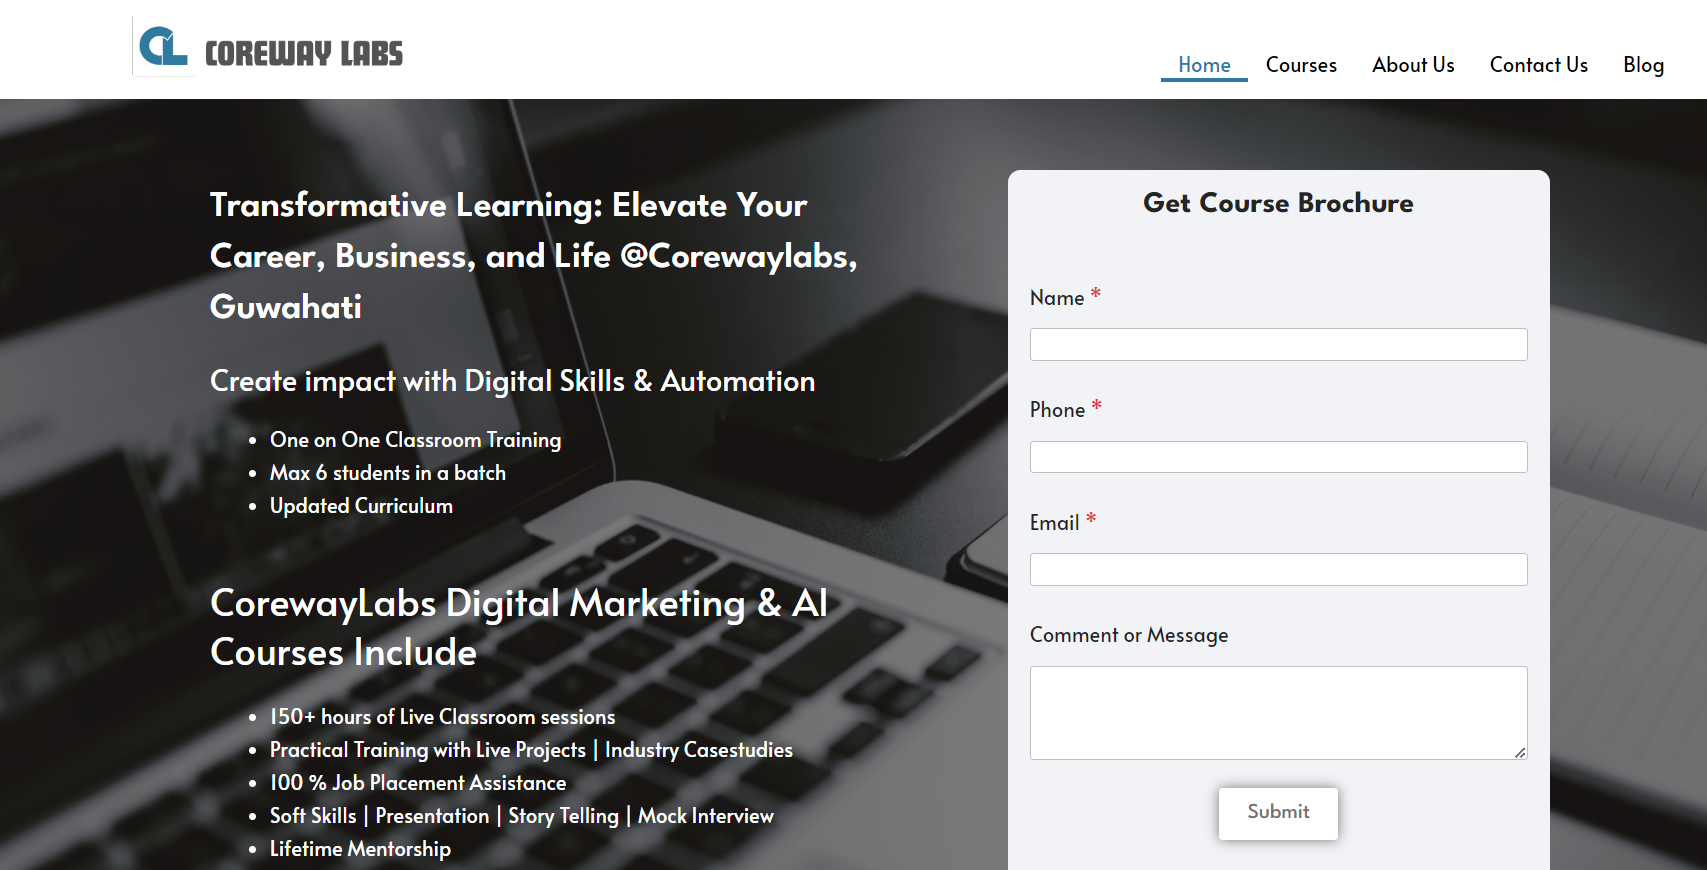 CL COREWAY LABS
Home Courses About Us Contact Us Blog
Transformative Learning: Elevate Your
Career, Business, and Life @Corewaylabs,
Guwahati
Create impact with Digital Skills & Automation
• One on One Classroom Training
• Max 6 students in a batch
• Updated Curriculum
CorewayLabs Digital Marketing & AI
Courses Include
• 150+ hours of Live Classroom sessions
• Practical Training with Live Projects | Industry Casestudies
• 100 % Job Placement Assistance
• Soft Skills | Presentation | Story Telling | Mock Interview
• Lifetime Mentorship
Get Course Brochure
Name *
Phone *
Email *
Comment or Message
Submit